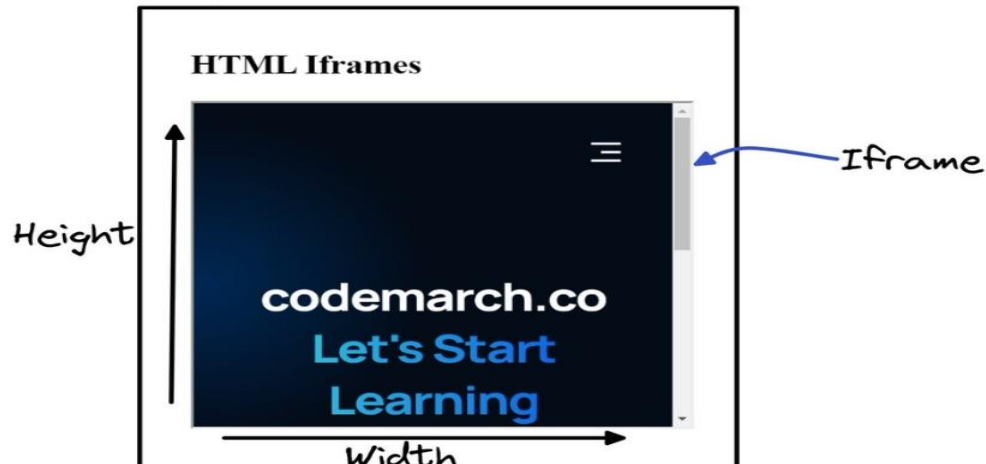 HTML Iframes
Iframe
Height
codemarch.co
Let's Start
Learning
Width